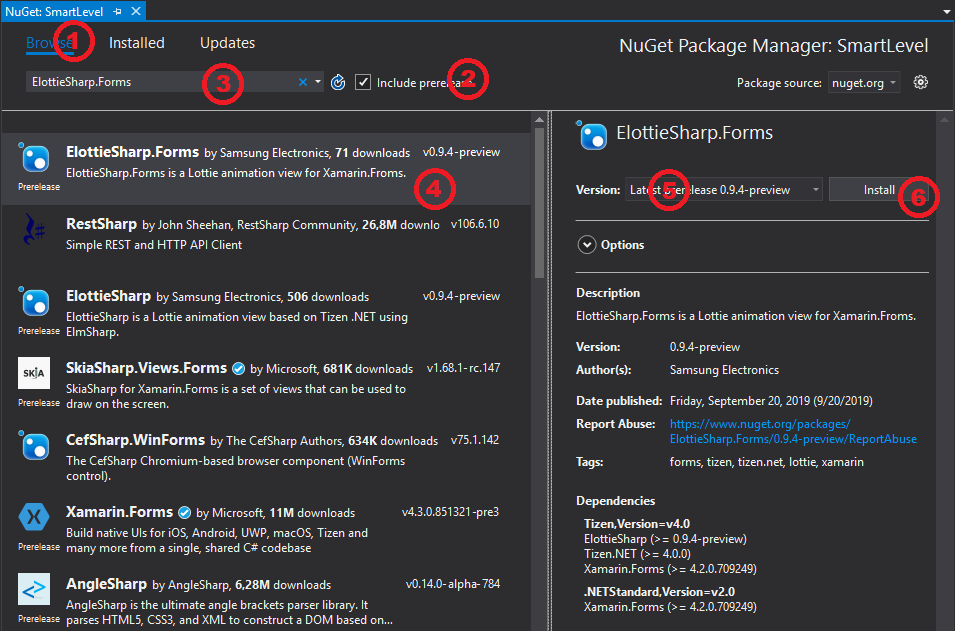 NuGet: SmartLevel
Browse Installed Updates
1
NuGet Package Manager: SmartLevel
ElottieSharp.Forms
3
Include prerelease
2
Package source: nuget.org
ElottieSharp.Forms by Samsung Electronics, 71 downloads v0.9.4-preview
ElottieSharp.Forms is a Lottie animation view for Xamarin.Froms.
Prerelease
4
RestSharp by John Sheehan, RestSharp Community, 26,8M downlo v106.6.10
Simple REST and HTTP API Client
ElottieSharp by Samsung Electronics, 506 downloads v0.9.4-preview
ElottieSharp is a Lottie animation view based on Tizen .NET using
ElmSharp.
Prerelease
SkiaSharp.Views.Forms by Microsoft, 681K downloads v1.68.1-rc.147
SKIA
SkiaSharp for Xamarin.Forms is a set of views that can be used to
draw on the screen.
Prerelease
CefSharp.WinForms by The CefSharp Authors, 634K downloads v75.1.142
The CefSharp Chromium-based browser component (WinForms
control).
Xamarin.Forms by Microsoft, 11M downloads v4.3.0.851321-pre3
Build native UIs for iOS, Android, UWP, macOS, Tizen and
many more from a single, shared C# codebase
Prerelease
AngleSharp by AngleSharp, 6,28M downloads v0.14.0-alpha-784
AngleSharp is the ultimate angle brackets parser library. It
parses HTML5, CSS3, and XML to construct a DOM based on...
Prerelease
ElottieSharp.Forms
Version: Latest prerelease 0.9.4-preview Install
5
6
Options
Description
ElottieSharp.Forms is a Lottie animation view for Xamarin.Froms.
Version: 0.9.4-preview
Author(s): Samsung Electronics
Date published: Friday, September 20, 2019 (9/20/2019)
Report Abuse: https://www.nuget.org/packages/
ElottieSharp.Forms/0.9.4-preview/ReportAbuse
Tags: forms, tizen, tizen.net, lottie, xamarin
Dependencies
Tizen,Version=v4.0
ElottieSharp (>= 0.9.4-preview)
Tizen.NET (>= 4.0.0)
Xamarin.Forms (>= 4.2.0.709249)
.NETStandard,Version=v2.0
Xamarin.Forms (>= 4.2.0.709249)